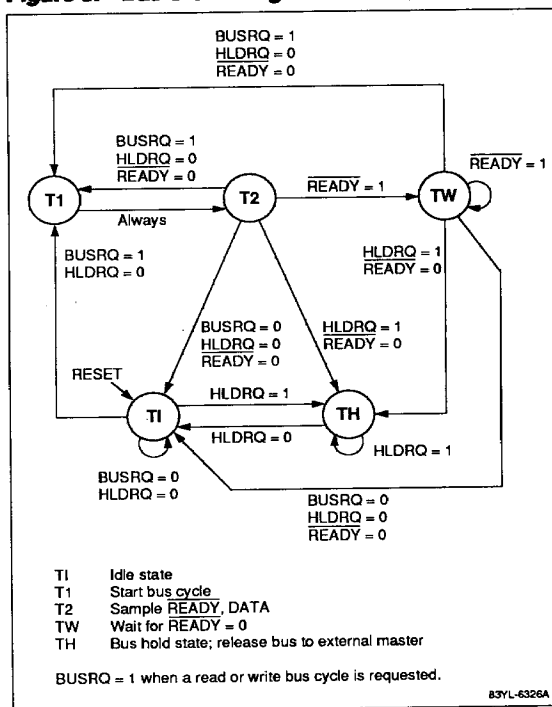 Figure
BUSRQ = 1
HLDRQ = 0
READY = 0
BUSRQ = 1
HLDRQ = 0
READY = 0
READY = 1
T1
T2
READY = 1
TW
Always
BUSRQ = 1
HLDRQ = 0
HLDRQ = 1
READY = 0
BUSRQ = 0
HLDRQ = 0
READY = 0
HLDRQ = 1
READY = 0
RESET
HLDRQ = 1
TI
TH
HLDRQ = 0
HLDRQ = 1
BUSRQ = 0
HLDRQ = 0
BUSRQ = 0
HLDRQ = 0
READY = 0
TI Idle state
T1 Start bus cycle
T2 Sample READY, DATA
TW Wait for READY = 0
TH Bus hold state; release bus to external master
BUSRQ = 1 when a read or write bus cycle is requested.
83YL-6326A